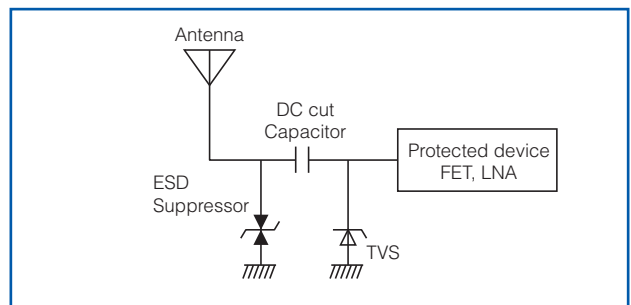 Antenna
DC cut
Capacitor
Protected device
FET, LNA
ESD
Suppressor
TVS